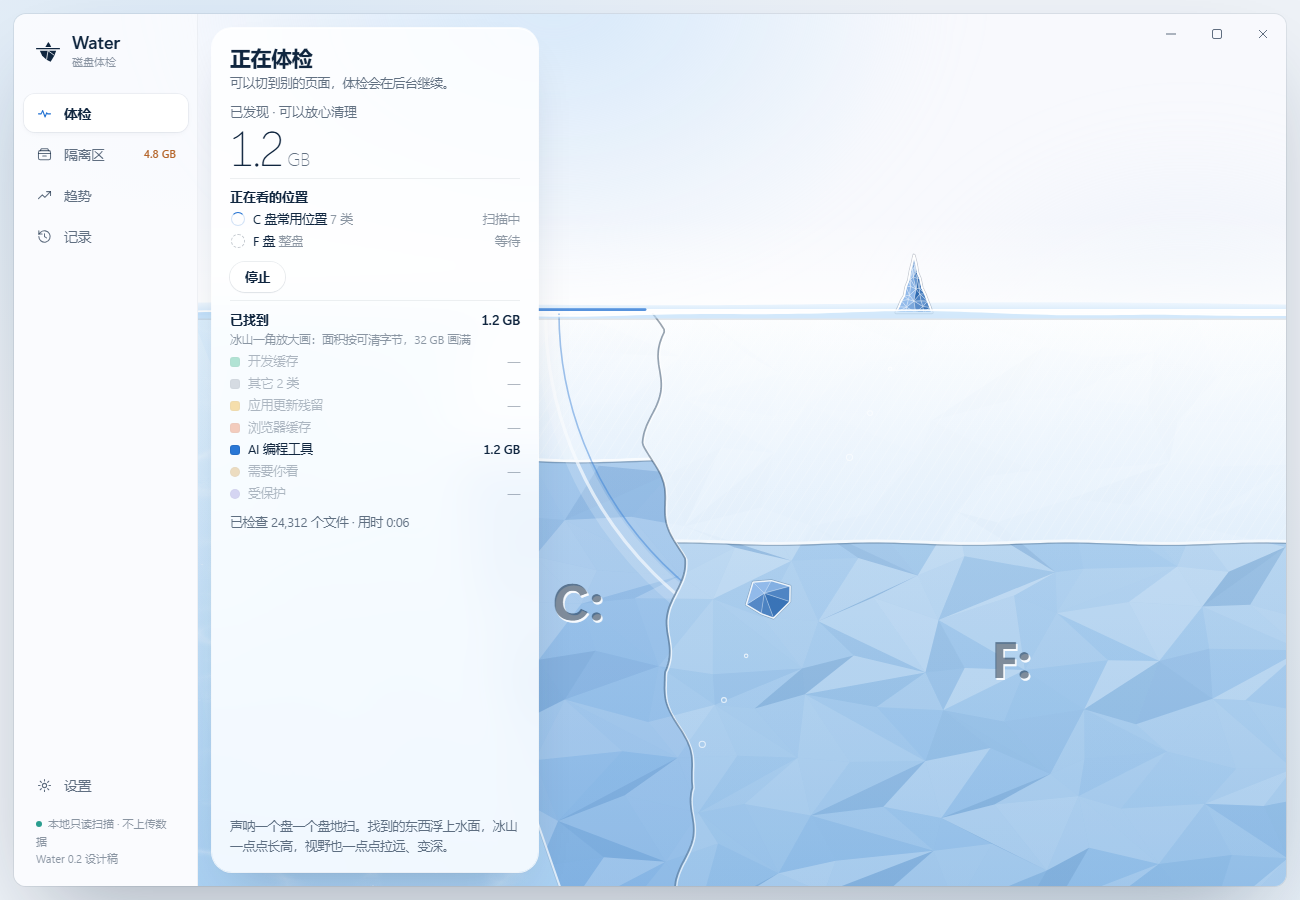 Water
磁盘体检
体检
隔离区 4.8 GB
趋势
记录
设置
本地只读扫描 · 不上传数
据
Water 0.2 设计稿
正在体检
可以切到别的页面，体检会在后台继续。
已发现 · 可以放心清理
1.2 GB
正在看的位置
C 盘常用位置 7 类 扫描中
F 盘 整盘 等待
停止
已找到 1.2 GB
冰山一角放大画：面积按可清字节，32 GB 画满
开发缓存 —
其它 2 类 —
应用更新残留 —
浏览器缓存 —
AI 编程工具 1.2 GB
需要你看 —
受保护 —
已检查 24,312 个文件 · 用时 0:06
声呐一个盘一个盘地扫。找到的东西浮上水面，冰山
一点点长高，视野也一点点拉远、变深。
C:
F: